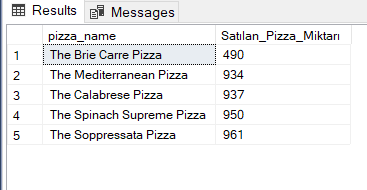 Results Messages
pizza_name Satılan_Pizza_Miktarı
1 The Brie Carre Pizza 490
2 The Mediterranean Pizza 934
3 The Calabrese Pizza 937
4 The Spinach Supreme Pizza 950
5 The Soppressata Pizza 961